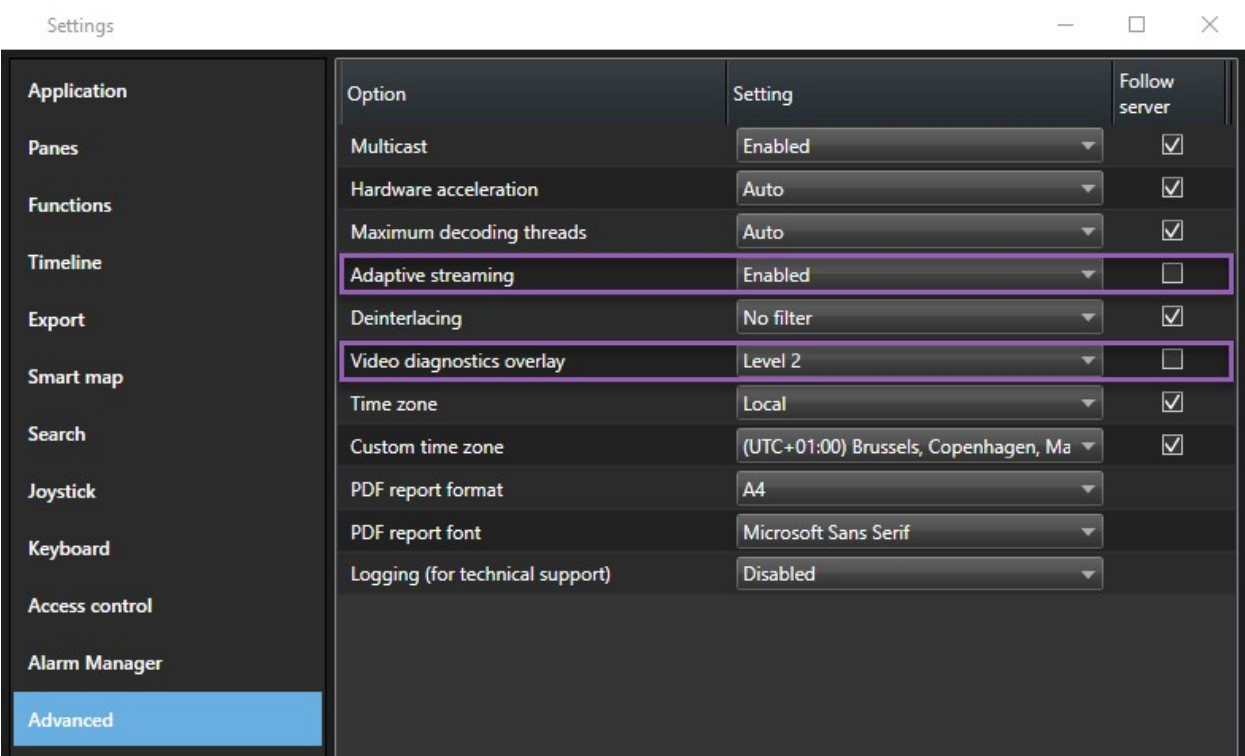 Settings
Application
Panes
Functions
Timeline
Export
Smart map
Search
Joystick
Keyboard
Access control
Alarm Manager
Advanced
Option Setting Follow server
Multicast Enabled
Hardware acceleration Auto
Maximum decoding threads Auto
Adaptive streaming Enabled
Deinterlacing No filter
Video diagnostics overlay Level 2
Time zone Local
Custom time zone (UTC+01:00) Brussels, Copenhagen, Ma
PDF report format A4
PDF report font Microsoft Sans Serif
Logging (for technical support) Disabled